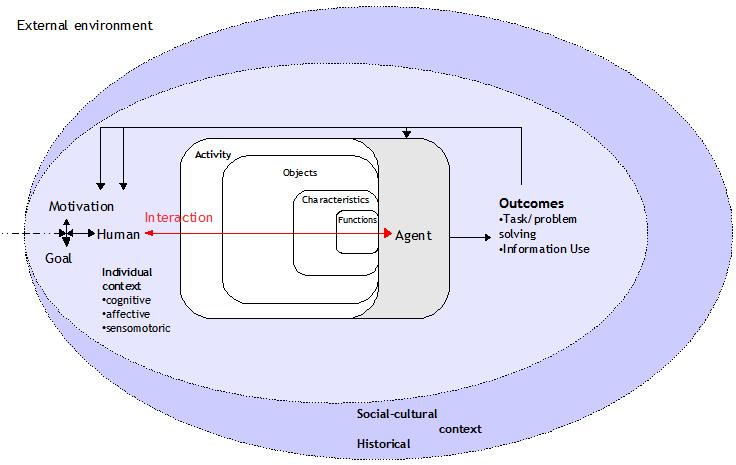 External environment
Activity
Objects
Characteristics
Functions
Motivation
Interaction
Human
Agent
Goal
Outcomes
•Task/problem
solving
•Information Use
Individual
context
•cognitive
•affective
•sensomotoric
Social-cultural
context
Historical